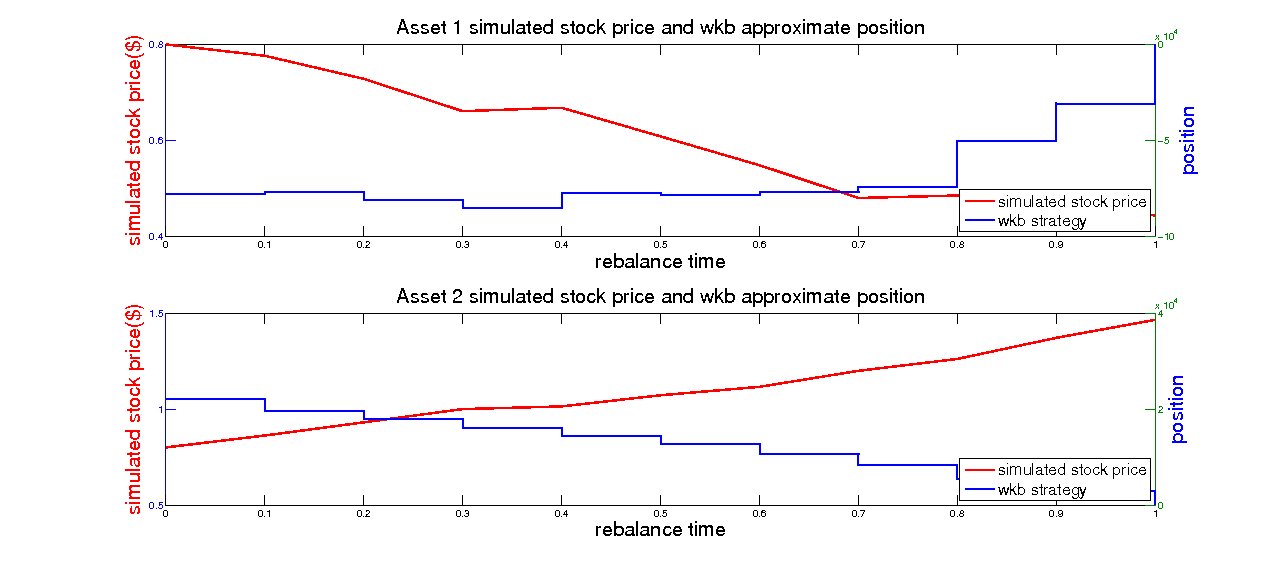 Asset 1 simulated stock price and wkb approximate position
x 10^4
simulated stock price($)
0.8
0.6
0.4
0
-5
-10
position
simulated stock price
wkb strategy
0 0.1 0.2 0.3 0.4 0.5 0.6 0.7 0.8 0.9 1
rebalance time
Asset 2 simulated stock price and wkb approximate position
x 10^4
simulated stock price($)
1.5
1
0.5
4
2
0
position
simulated stock price
wkb strategy
0 0.1 0.2 0.3 0.4 0.5 0.6 0.7 0.8 0.9 1
rebalance time